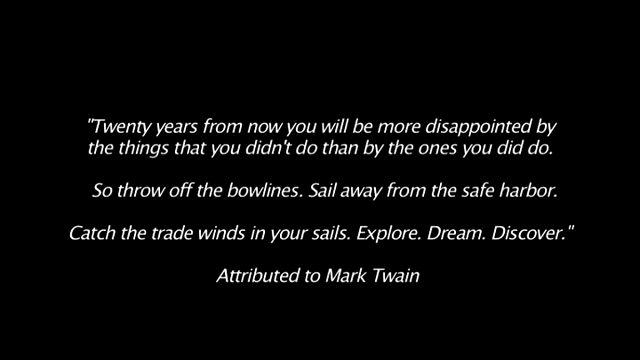 "Twenty years from now you will be more disappointed by
the things that you didn't do than by the ones you did do.
So throw off the bowlines. Sail away from the safe harbor.
Catch the trade winds in your sails. Explore. Dream. Discover."
Attributed to Mark Twain